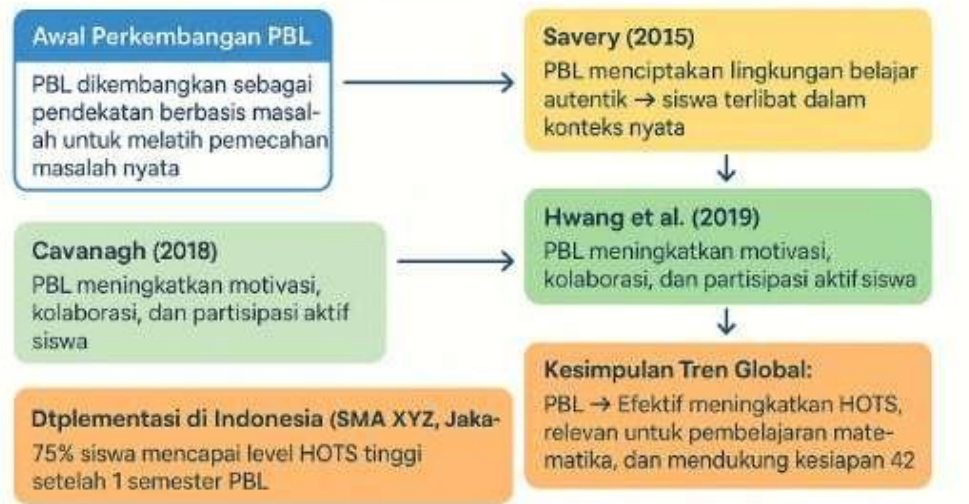 Awal Perkembangan PBL
PBL dikembangkan sebagai
pendekatan berbasis masal-
ah untuk melatih pemecahan
masalah nyata
Savery (2015)
PBL menciptakan lingkungan belajar
autentik → siswa terlibat dalam
konteks nyata
Cavanagh (2018)
PBL meningkatkan motivasi,
kolaborasi, dan partisipasi aktif
siswa
Hwang et al. (2019)
PBL meningkatkan motivasi,
kolaborasi, dan partisipasi aktif siswa
Dtplementasi di Indonesia (SMA XYZ, Jaka-
75% siswa mencapai level HOTS tinggi
setelah 1 semester PBL
Kesimpulan Tren Global:
PBL → Efektif meningkatkan HOTS,
relevan untuk pembelajaran mate-
matika, dan mendukung kesiapan 42